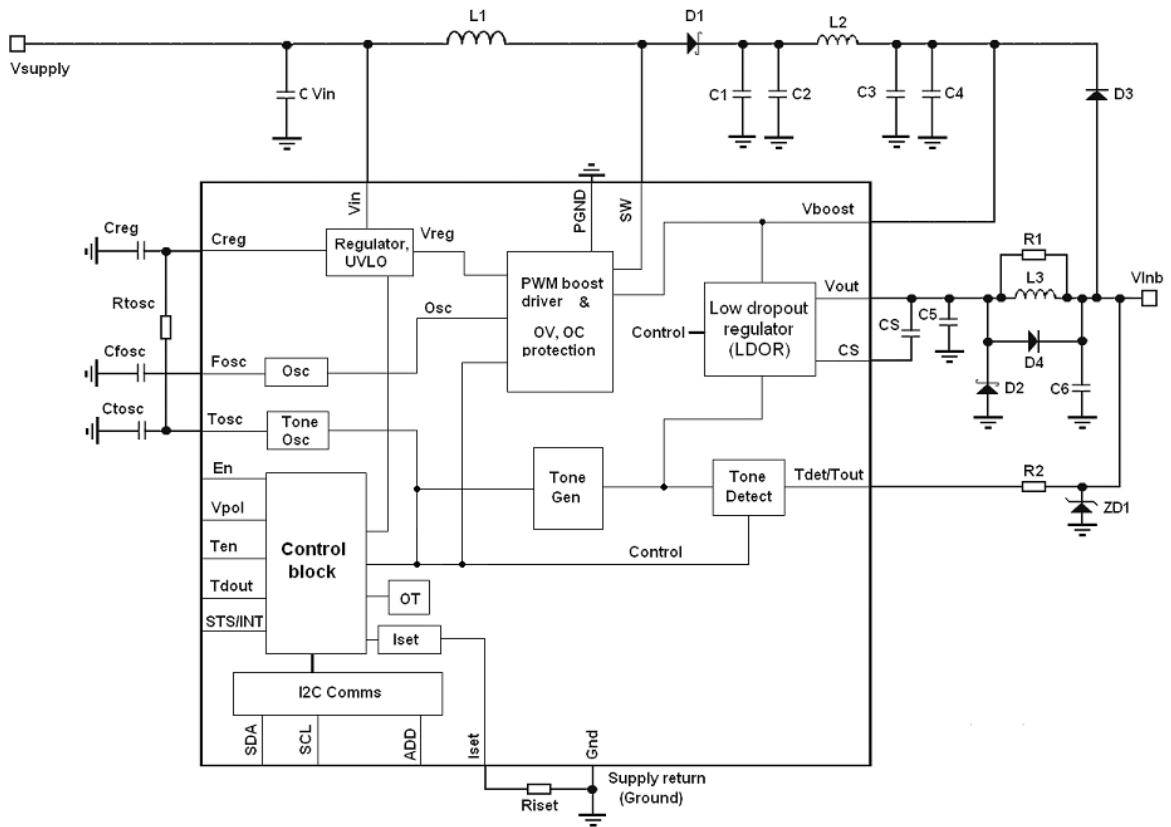 L1
D1
L2
Vsupply
C Vin
C1
C2
C3
C4
D3
Vin
PGND
SW
Vboost
Creg
Creg
Regulator,
UVLO
Vreg
PWM boost
driver &
OV, OC
protection
R1
L3
Vlnb
Vout
Rtosc
Osc
Control
Low dropout
regulator
(LDOR)
CS
C5
CS
D4
D2
C6
Cfosc
Fosc
Osc
Ctosc
Tosc
Tone
Osc
En
Tone
Gen
Tone
Detect
Tdet/Tout
R2
ZD1
Vpol
Ten
Control
block
Control
Tdout
OT
STS/INT
Iset
I2C Comms
SDA
SCL
ADD
Iset
Gnd
Supply return
(Ground)
Riset